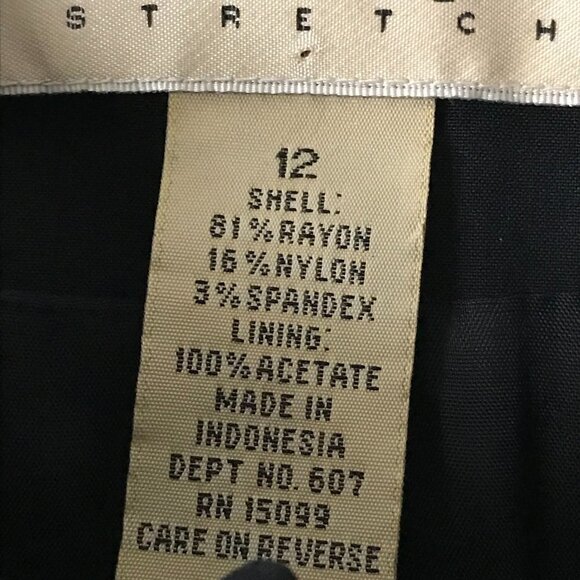 STRETCH
12
SHELL:
81%RAYON
16%NYLON
3%SPANDEX
LINING:
100%ACETATE
MADE IN
INDONESIA
DEPT NO. 607
RN 15099
CARE ON REVERSE